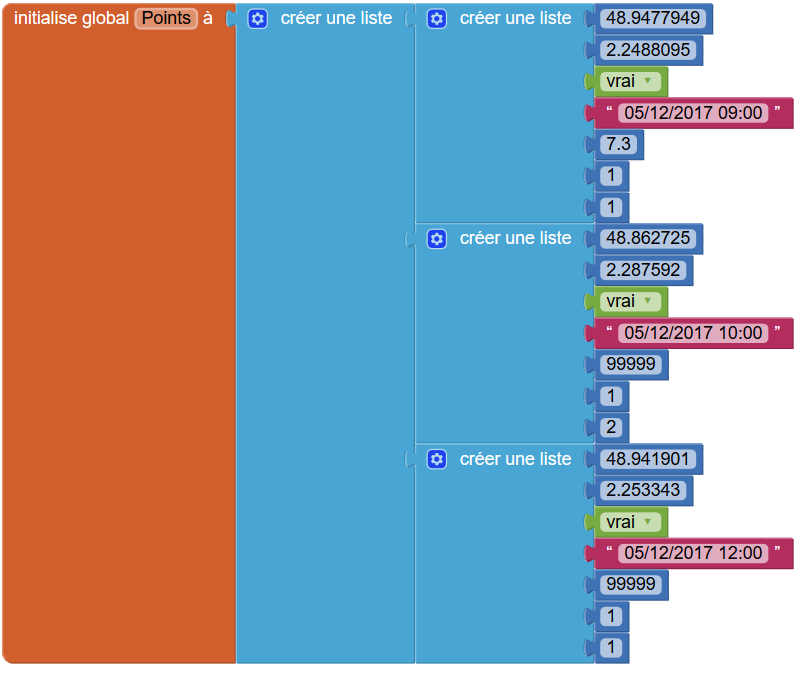 initialise global Points à créer une liste créer une liste 48.9477949
2.2488095
vrai
“ 05/12/2017 09:00 ”
7.3
1
1
créer une liste 48.862725
2.287592
vrai
“ 05/12/2017 10:00 ”
99999
1
2
créer une liste 48.941901
2.253343
vrai
“ 05/12/2017 12:00 ”
99999
1
1